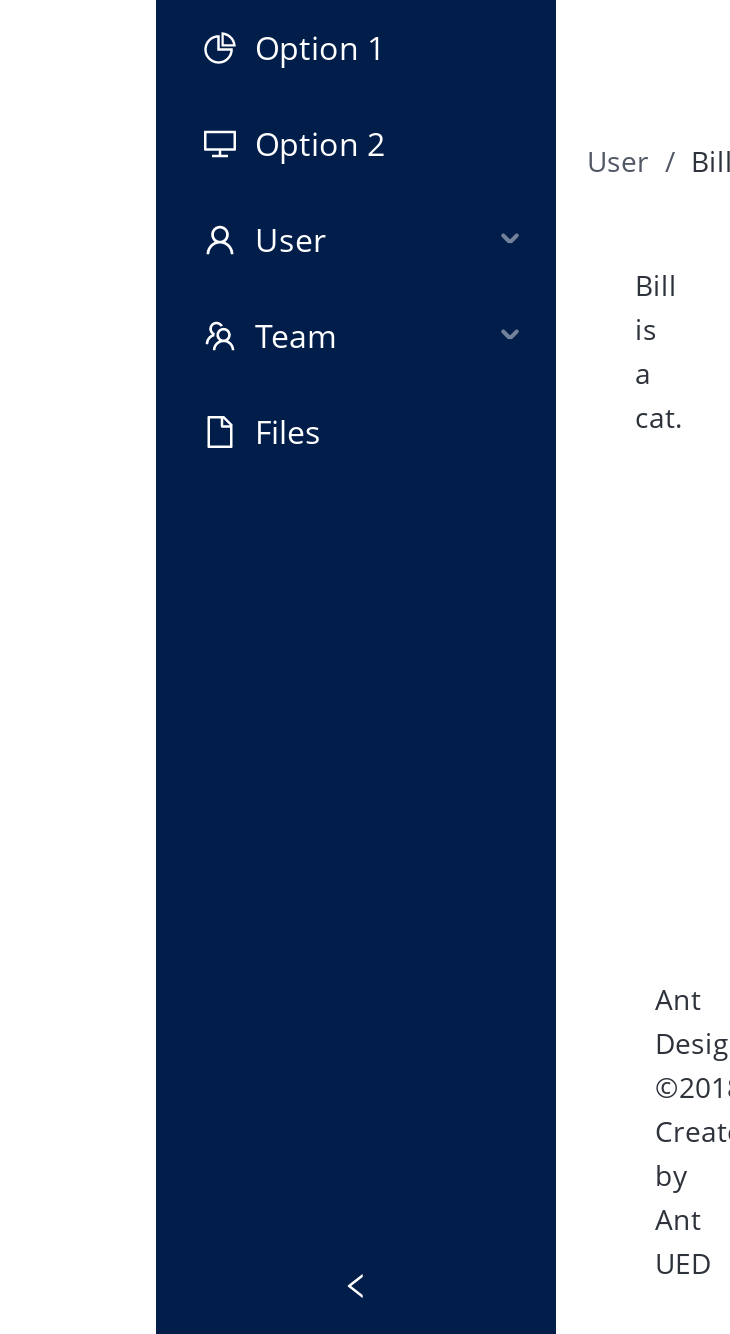 Option 1
Option 2
User
Team
Files
User / Bill
Bill
is
a
cat.
Ant
by
Ant
UED